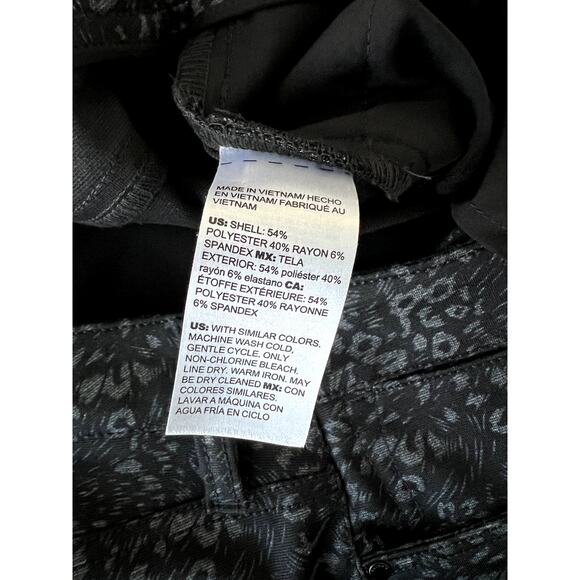 MADE IN VIETNAM/ HECHO
EN VIETNAM/ FABRIQUÉ AU
VIETNAM
US: SHELL: 54%
POLYESTER 40% RAYON 6%
SPANDEX MX: TELA
EXTERIOR: 54% poliéster 40%
rayón 6% elastano CA:
ÉTOFFE EXTÉRIEURE: 54%
POLYESTER 40% RAYONNE
6% SPANDEX
US: WITH SIMILAR COLORS,
MACHINE WASH COLD,
GENTLE CYCLE, ONLY
NON-CHLORINE BLEACH.
LINE DRY. WARM IRON. MAY
BE DRY CLEANED MX: CON
COLORES SIMILARES.
LAVAR A MÁQUINA CON
AGUA FRÍA EN CICLO